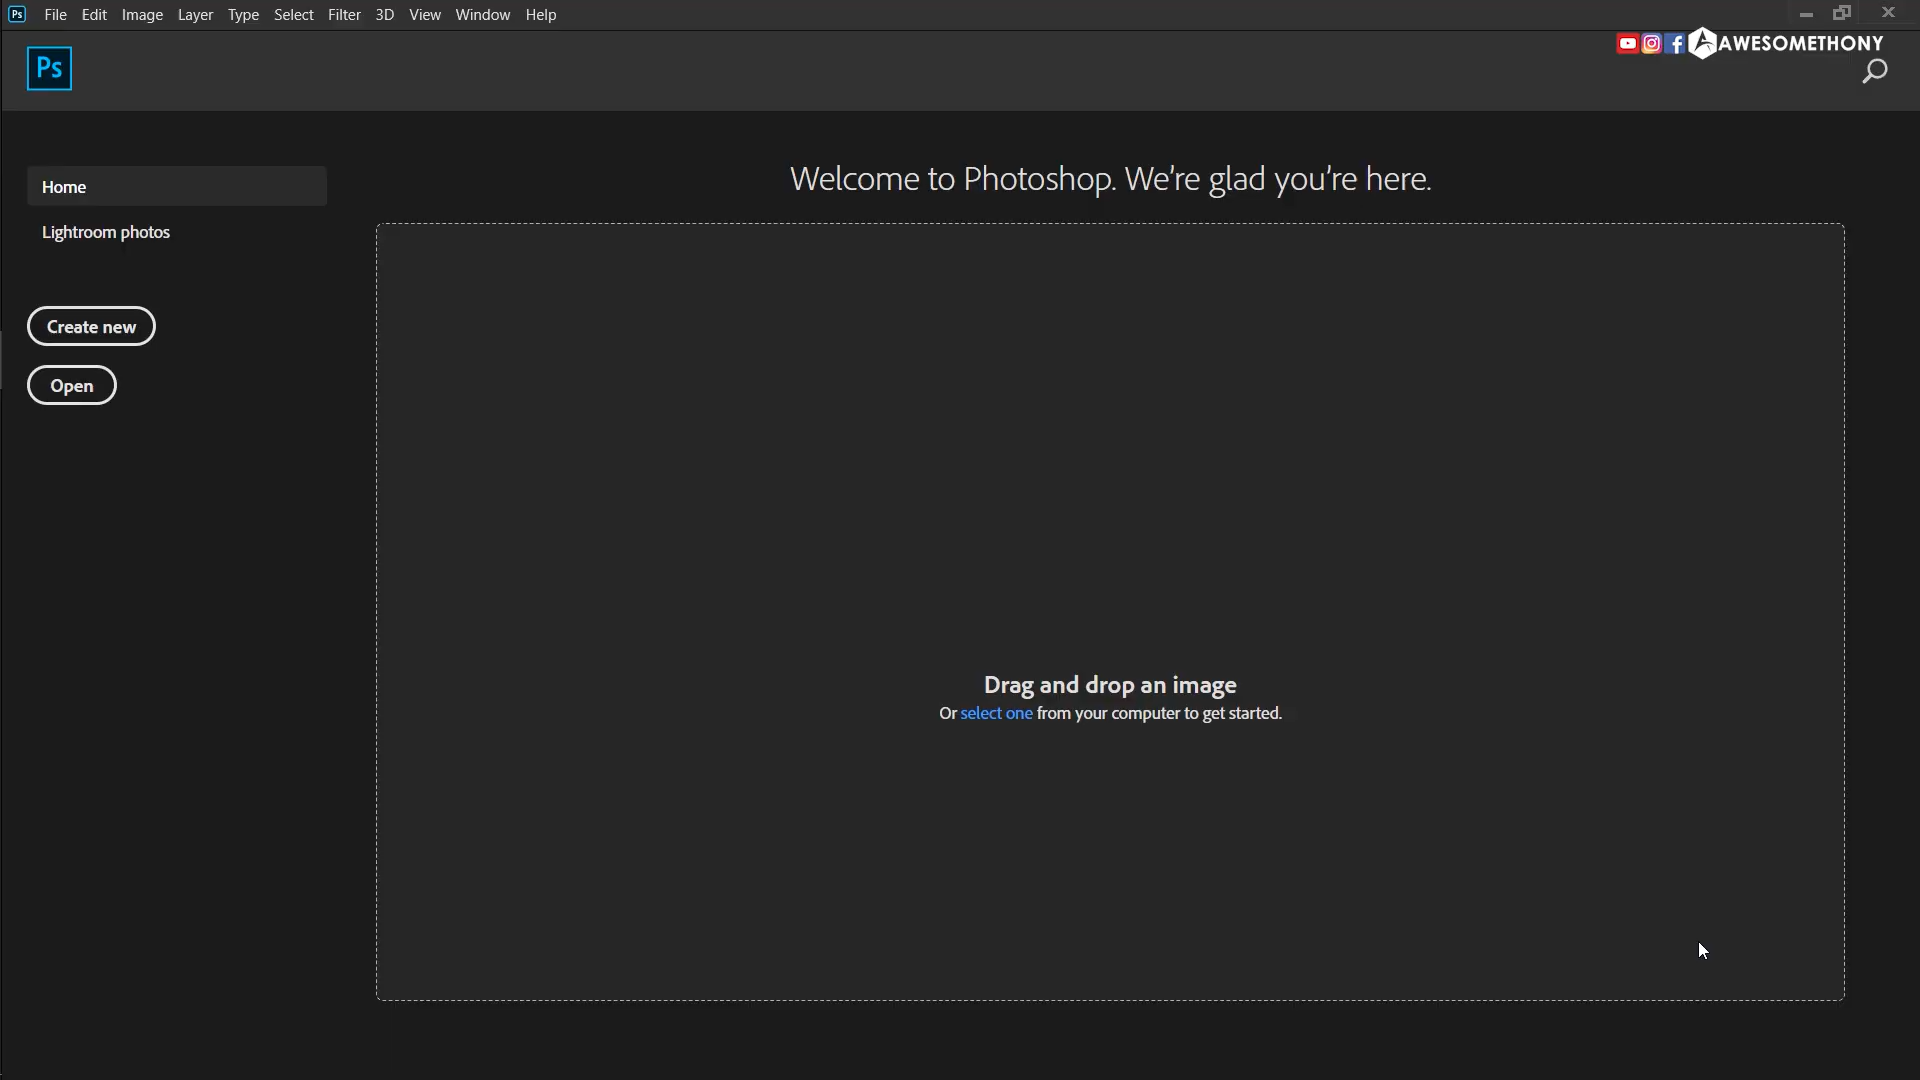 Ps File Edit Image Layer Type Select Filter 3D View Window Help
AWESOMETHONY
Ps
Home
Lightroom photos
Create new
Open
Welcome to Photoshop. We're glad you're here.
Drag and drop an image
Or select one from your computer to get started.